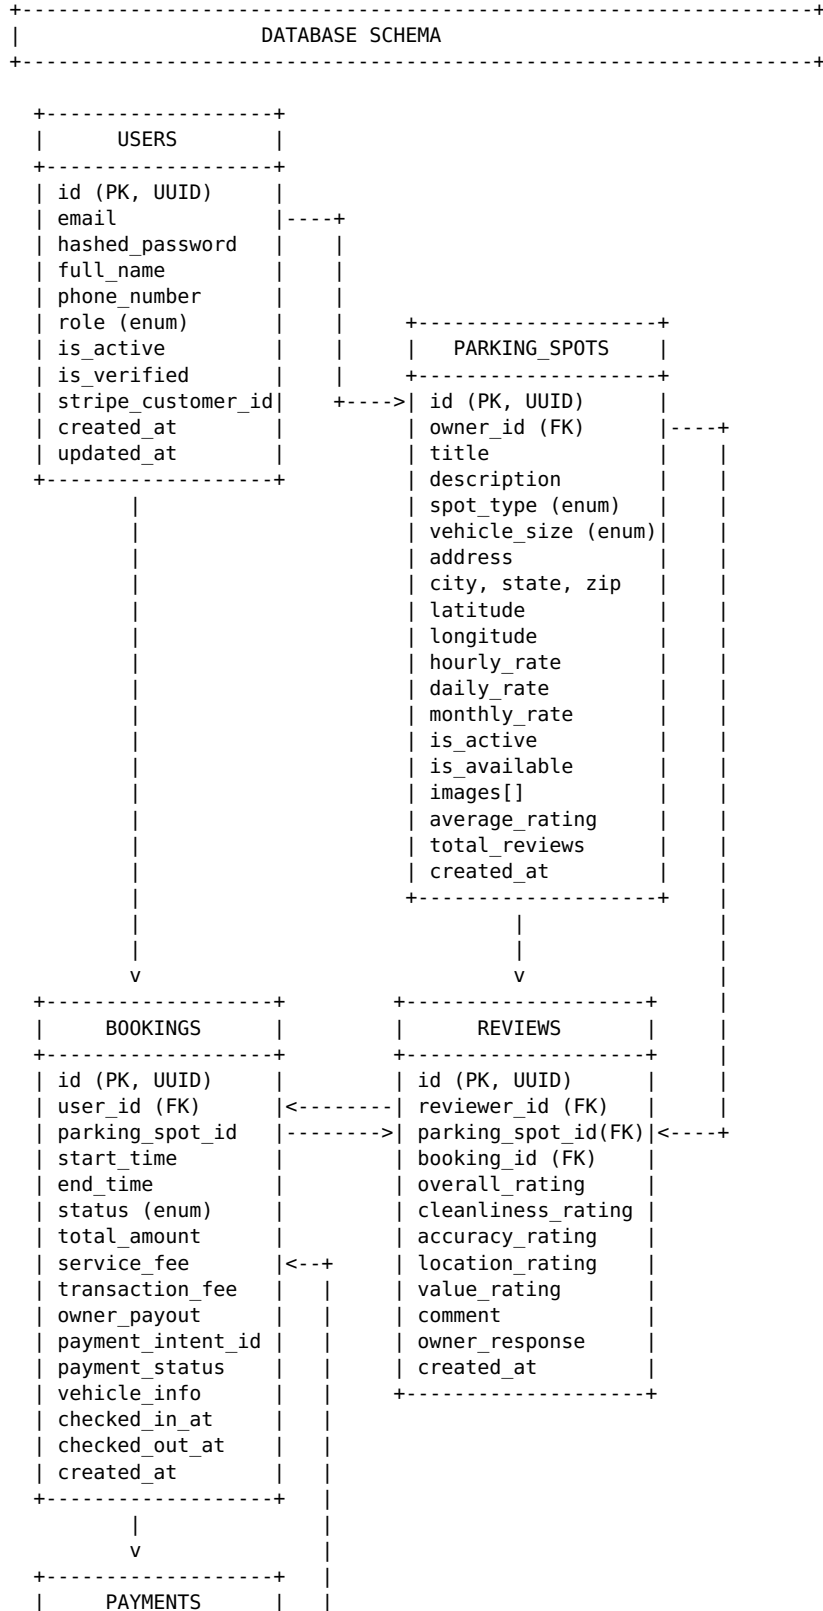 DATABASE SCHEMA
USERS
id (PK, UUID)
email
hashed_password
full_name
phone_number
role (enum)
is_active
is_verified
stripe_customer_id
created_at
updated_at
PARKING_SPOTS
id (PK, UUID)
owner_id (FK)
title
description
spot_type (enum)
vehicle_size (enum)
address
city, state, zip
latitude
longitude
hourly_rate
daily_rate
monthly_rate
is_active
is_available
images[]
average_rating
total_reviews
created_at
BOOKINGS
id (PK, UUID)
user_id (FK)
parking_spot_id
start_time
end_time
status (enum)
total_amount
service_fee
transaction_fee
owner_payout
payment_intent_id
payment_status
vehicle_info
checked_in_at
checked_out_at
created_at
REVIEWS
id (PK, UUID)
reviewer_id (FK)
parking_spot_id(FK)
booking_id (FK)
overall_rating
cleanliness_rating
accuracy_rating
location_rating
value_rating
comment
owner_response
created_at
PAYMENTS